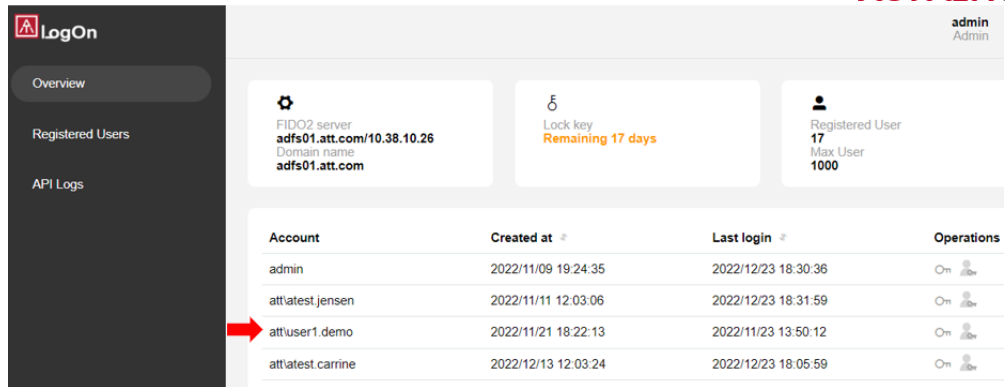 LogOn
admin
Admin
Overview
Registered Users
API Logs
FIDO2 server
adfs01.att.com/10.38.10.26
Domain name
adfs01.att.com
Lock key
Remaining 17 days
Registered User
17
Max User
1000
Account Created at Last login Operations
admin 2022/11/09 19:24:35 2022/12/23 18:30:36
att\atest.jensen 2022/11/11 12:03:06 2022/12/23 18:31:59
att\user1.demo 2022/11/21 18:22:13 2022/11/23 13:50:12
att\atest.carrine 2022/12/13 12:03:24 2022/12/23 18:05:59